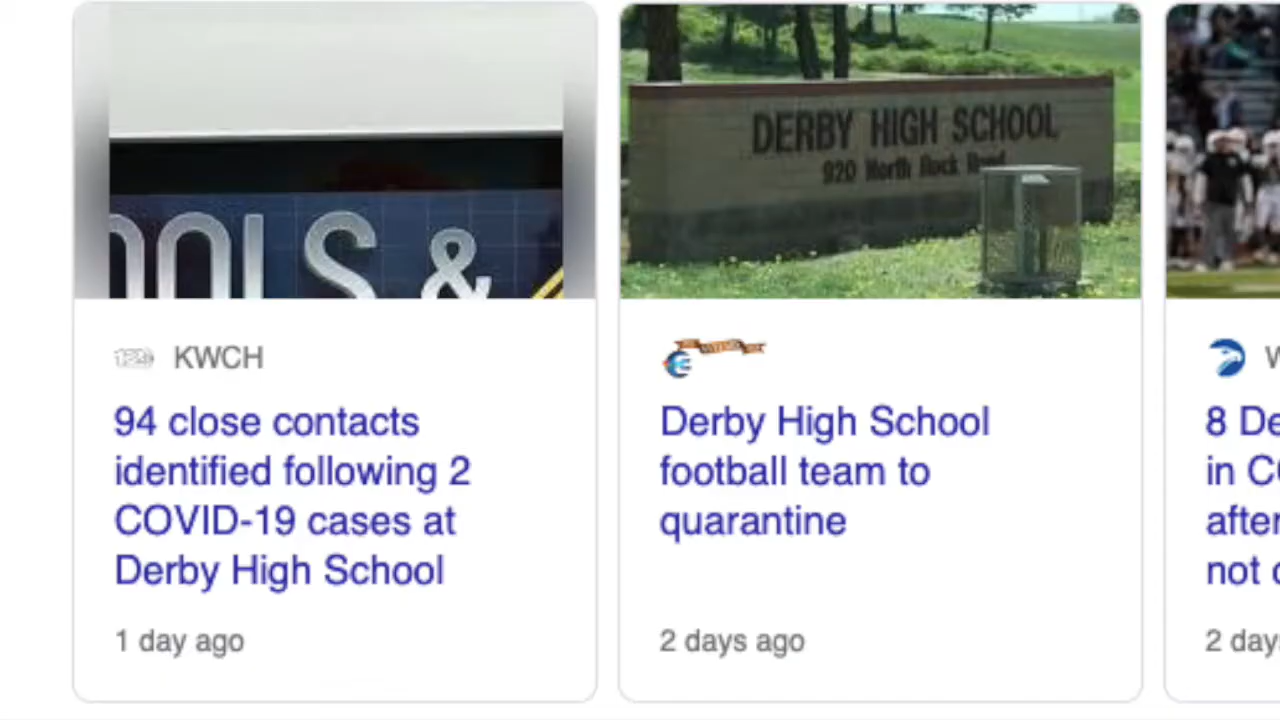 OOLS &
DERBY HIGH SCHOOL
920 North Rock Road
KWCH
94 close contacts
identified following 2
COVID-19 cases at
Derby High School
1 day ago
Derby High School
football team to
quarantine
2 days ago
8 De
in C
after
not
2 day